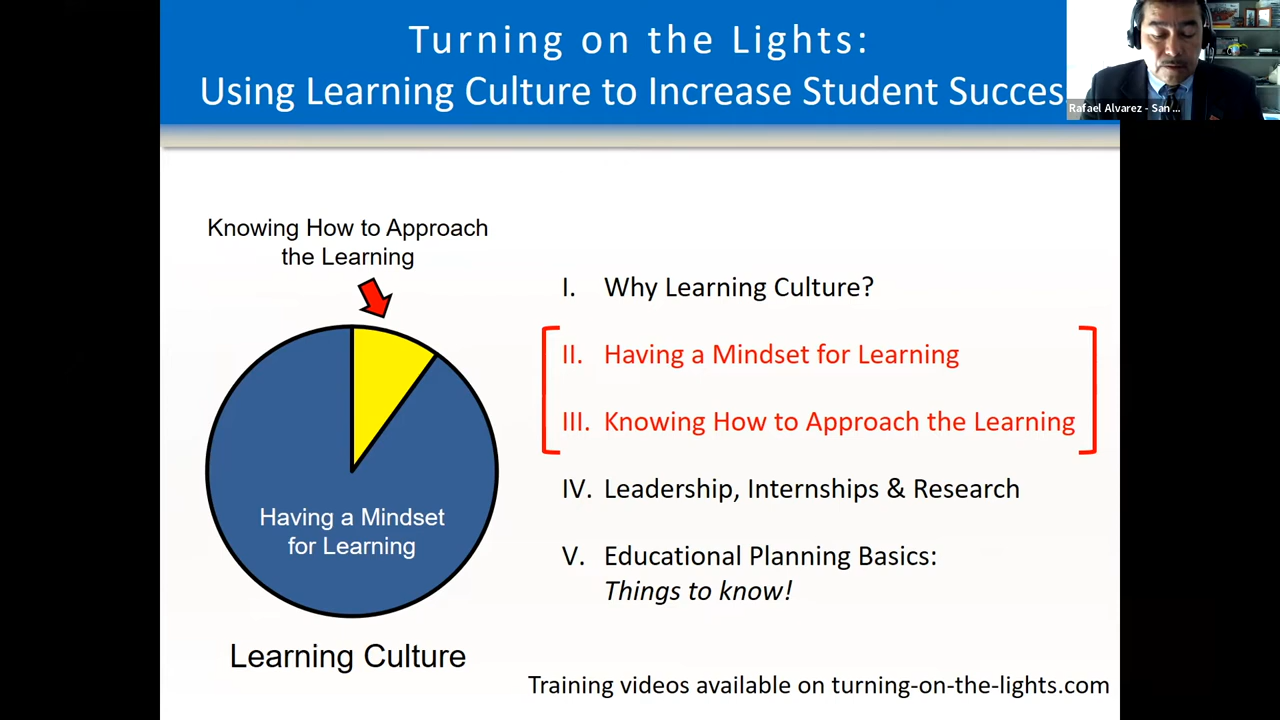 Turning on the Lights:
Using Learning Culture to Increase Student Succes
Rafael Alvarez - San ...
Knowing How to Approach
the Learning
Having a Mindset
for Learning
Learning Culture
I. Why Learning Culture?
II. Having a Mindset for Learning
III. Knowing How to Approach the Learning
IV. Leadership, Internships & Research
V. Educational Planning Basics:
Things to know!
Training videos available on turning-on-the-lights.com